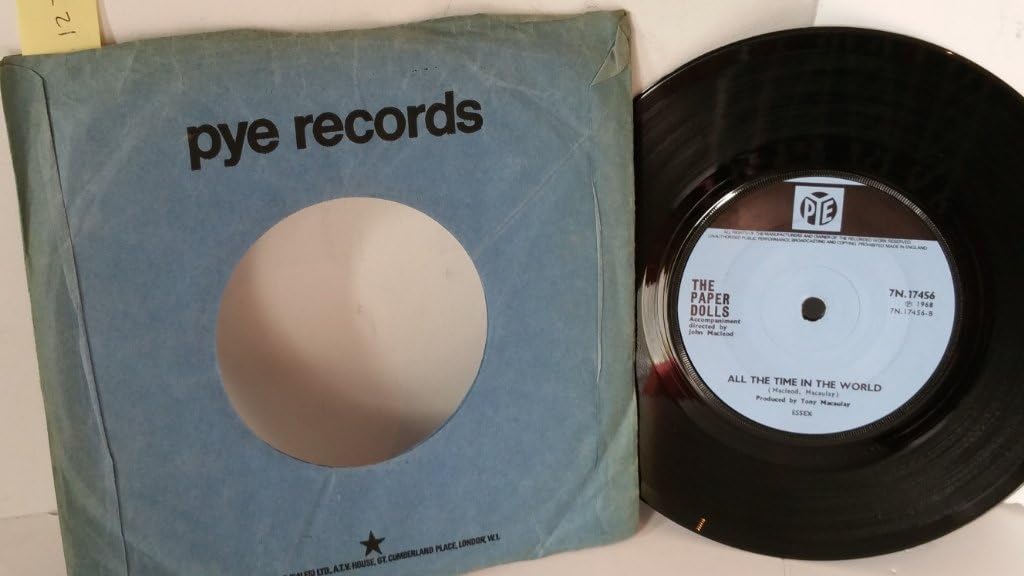 12-
pye records
SALES) LTD., A.T.V. HOUSE, GT. CUMBERLAND PLACE, LONDON, W.1.
PYE
ALL RIGHTS OF THE MANUFACTURERS AND OWNER OF THE RECORDED WORK RESERVED
UNAUTHORISED PUBLIC PERFORMANCE, BROADCASTING AND COPYING PROHIBITED MADE IN ENGLAND
THE
PAPER
DOLLS
Accompaniment
directed by
John Macleod
7N.17456
℗ 1968
7N.17456-B
ALL THE TIME IN THE WORLD
(Macleod, Macaulay)
Produced by Tony Macaulay
ESSEX